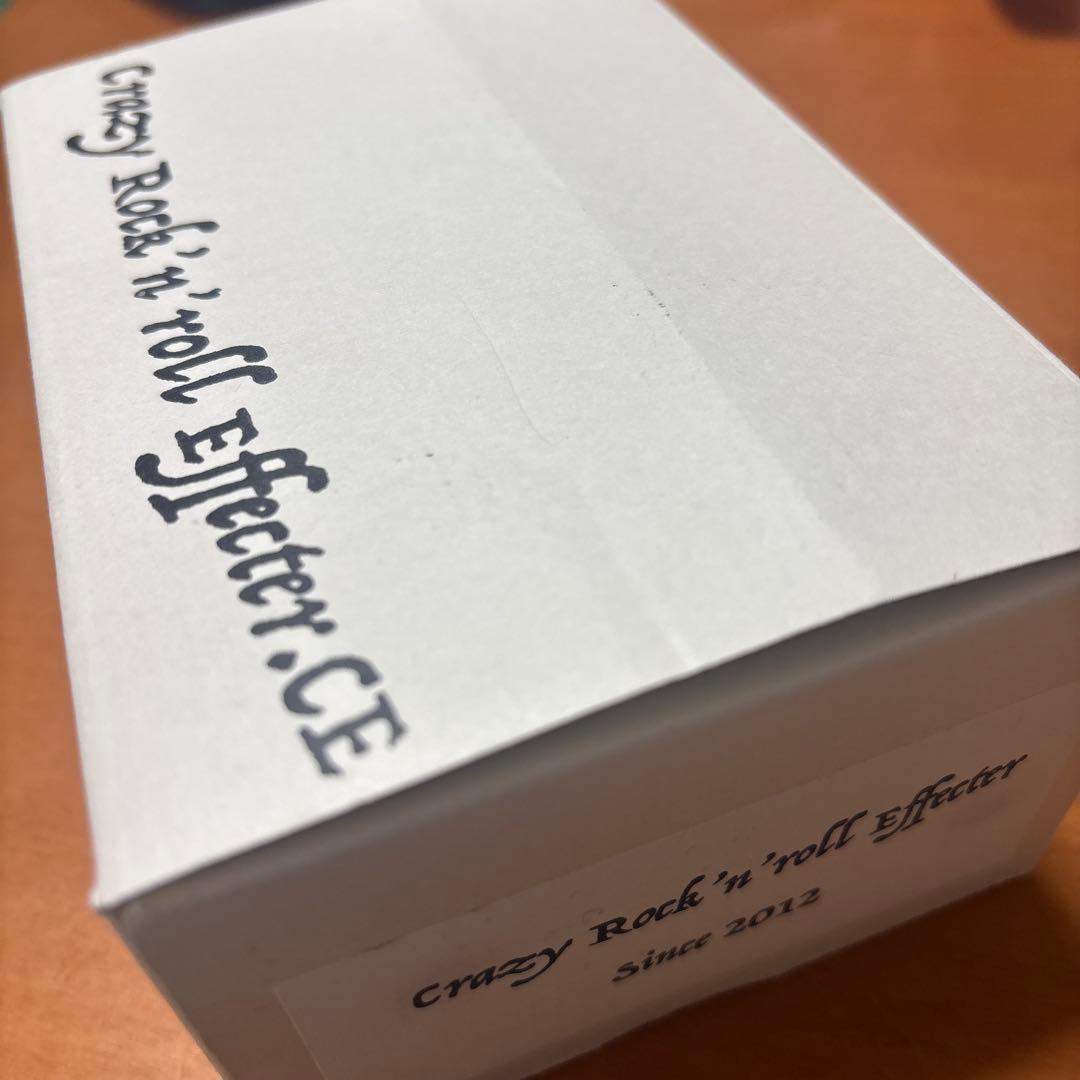 Crazy Rock'n'roll Effecter.CE
Crazy Rock'n'roll Effecter
Since 2012